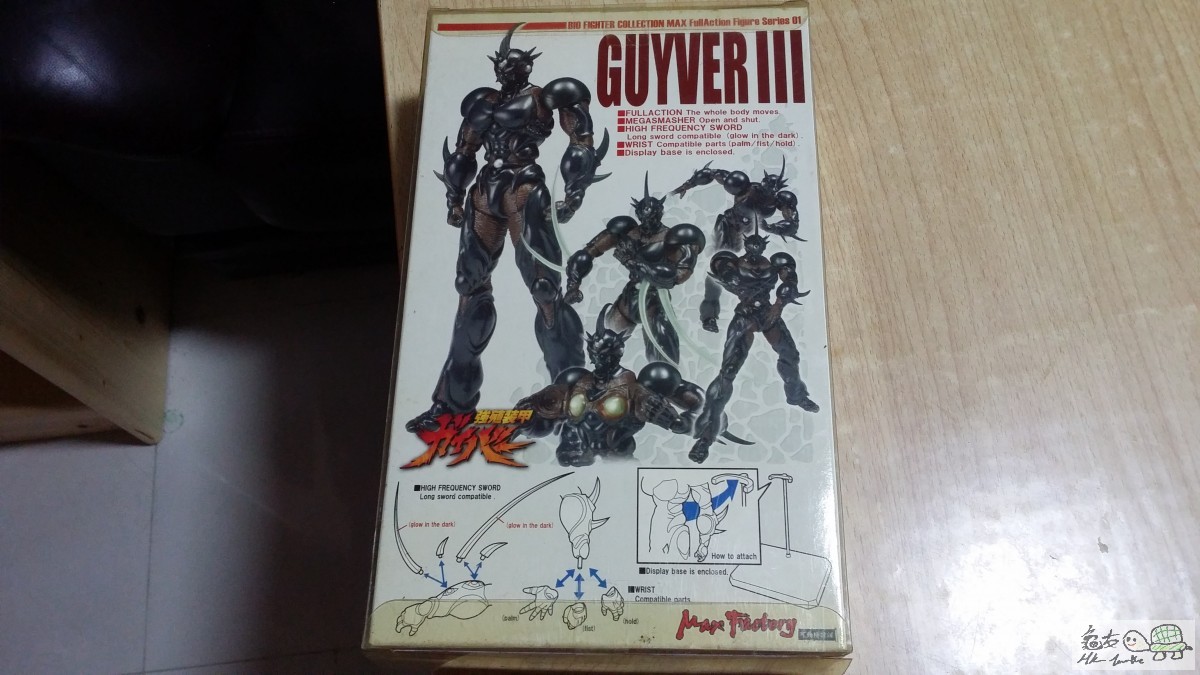 BIO FIGHTER COLLECTION MAX FullAction Figure Series 01
GUYVER III
■FULLACTION The whole body moves.
■MEGASMASHER Open and shut.
■HIGH FREQUENCY SWORD
Long sword compatible (glow in the dark).
■WRIST Compatible parts (palm/fist/hold).
■Display base is enclosed.
強殖装甲
ガイバー
■HIGH FREQUENCY SWORD
Long sword compatible.
(glow in the dark)
(glow in the dark)
How to attach
■Display base is enclosed.
■WRIST
Compatible parts
(palm)
(fist)
(hold)
Max Factory